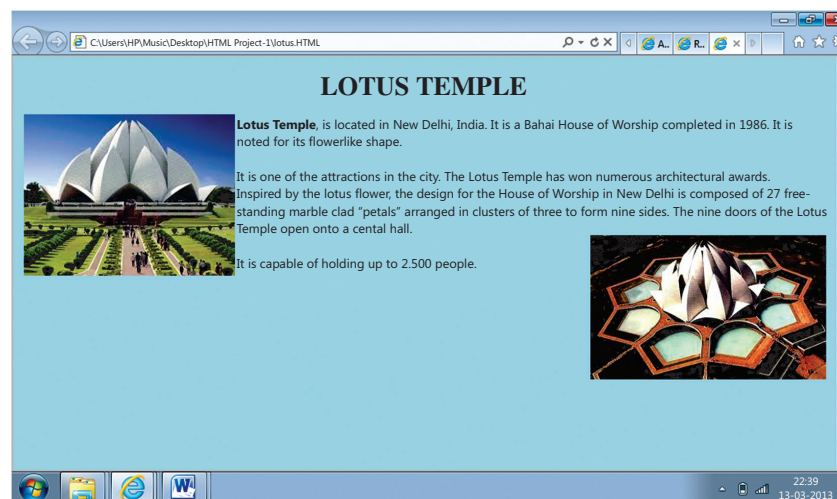 C:\Users\HP\Music\Desktop\HTML Project-1\lotus.HTML
A..
R..
LOTUS TEMPLE
Lotus Temple, is located in New Delhi, India. It is a Bahai House of Worship completed in 1986. It is
noted for its flowerlike shape.
It is one of the attractions in the city. The Lotus Temple has won numerous architectural awards.
Inspired by the lotus flower, the design for the House of Worship in New Delhi is composed of 27 free-
standing marble clad “petals” arranged in clusters of three to form nine sides. The nine doors of the Lotus
Temple open onto a cental hall.
It is capable of holding up to 2.500 people.
W
22:39
13-03-2013